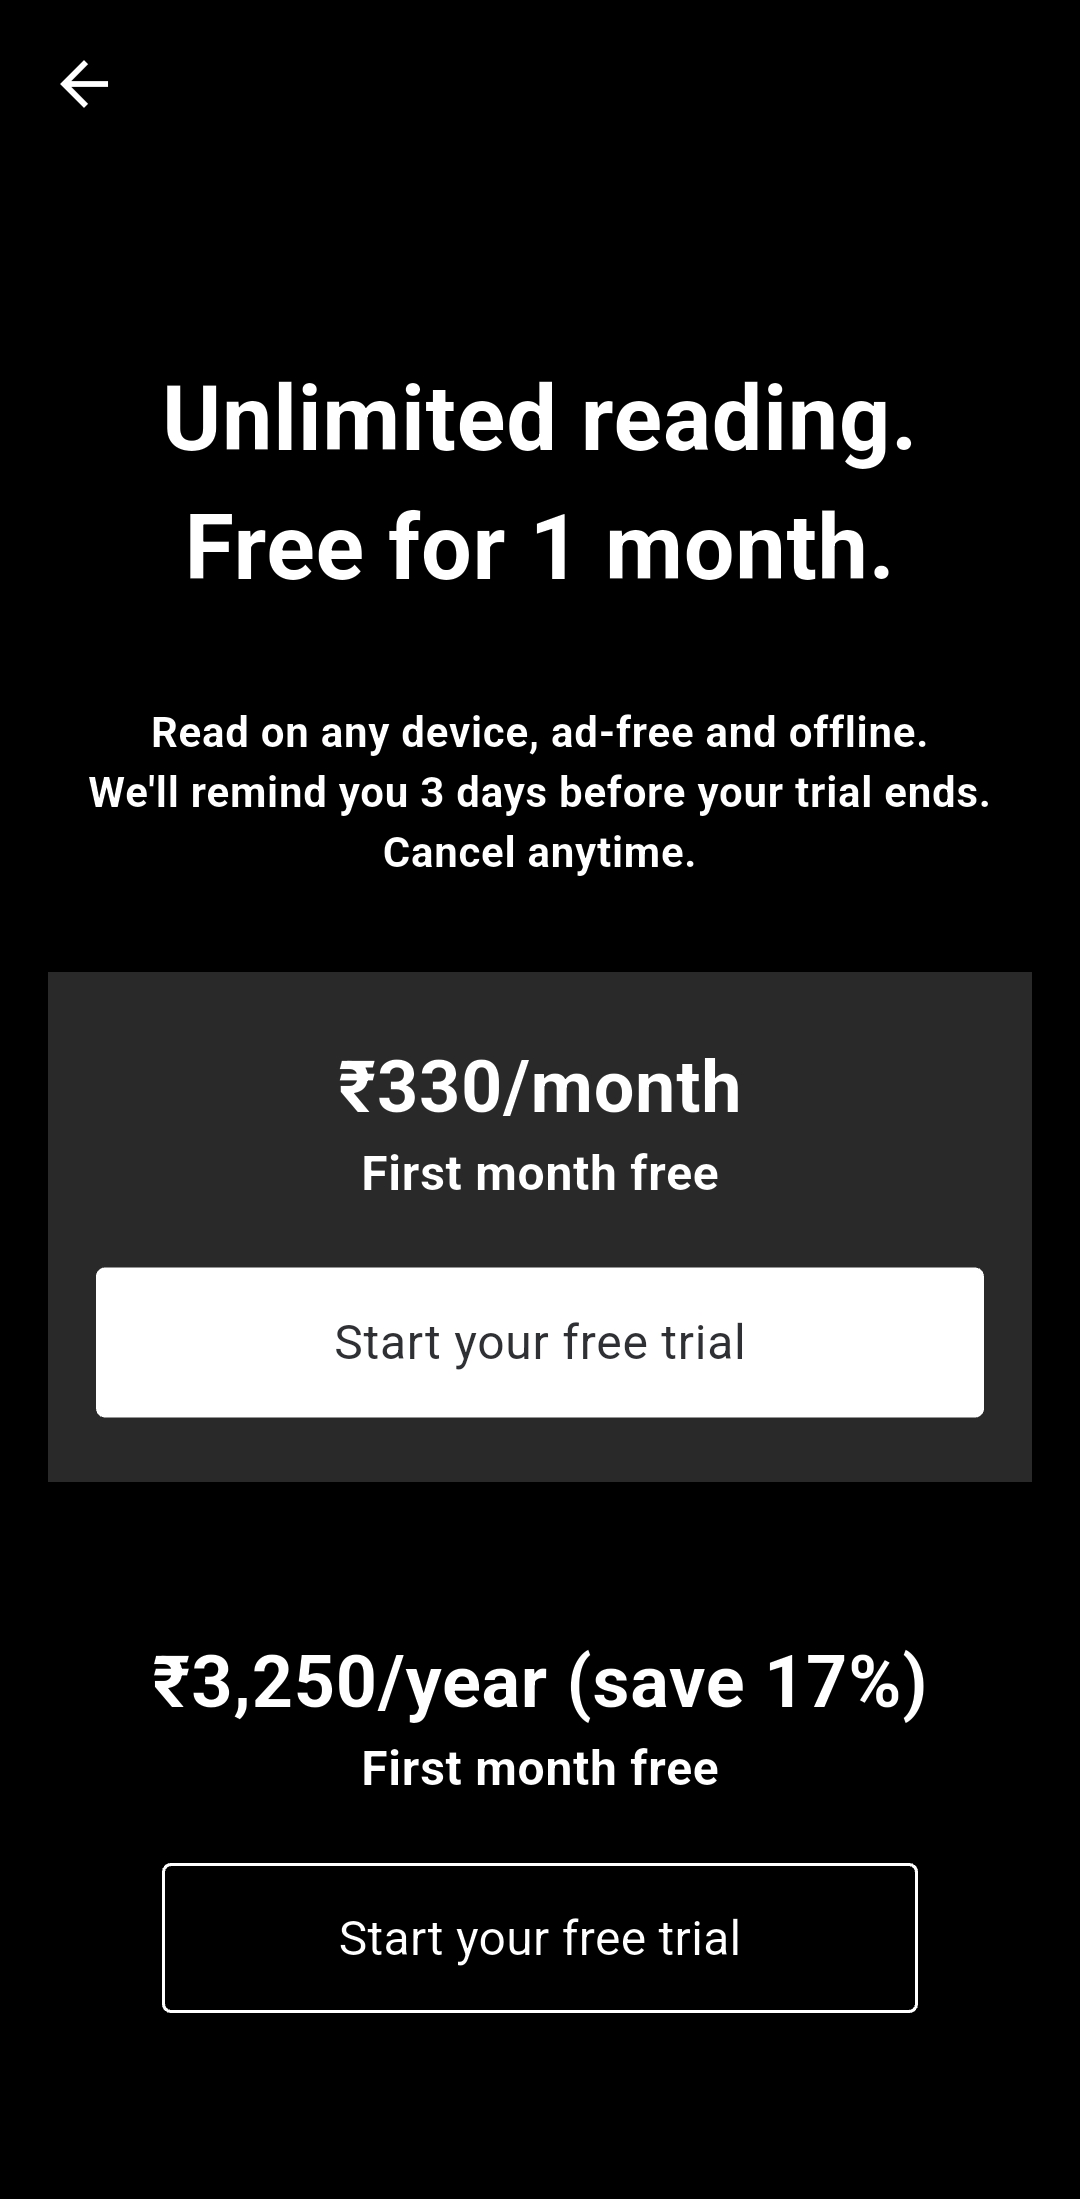 Unlimited reading.
Free for 1 month.
Read on any device, ad-free and offline.
We'll remind you 3 days before your trial ends.
Cancel anytime.
₹330/month
First month free
Start your free trial
₹3,250/year (save 17%)
First month free
Start your free trial